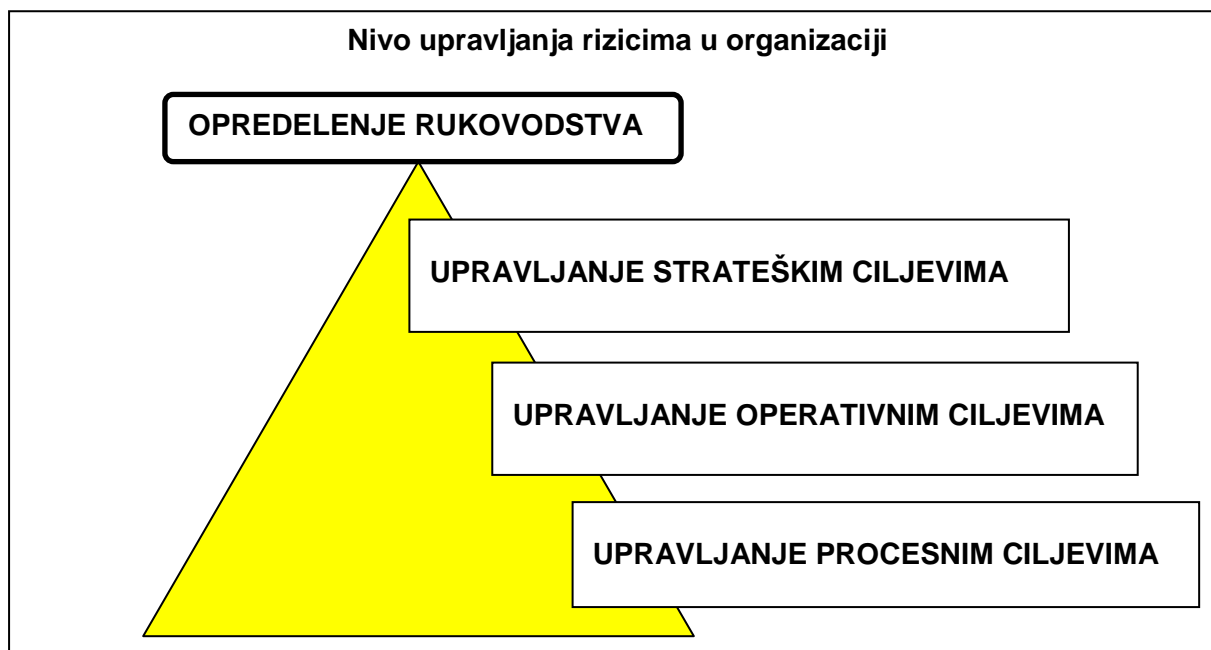 Nivo upravljanja rizicima u organizaciji
OPREDELENJE RUKOVODSTVA
UPRAVLJANJE STRATEŠKIM CILJEVIMA
UPRAVLJANJE OPERATIVNIM CILJEVIMA
UPRAVLJANJE PROCESNIM CILJEVIMA